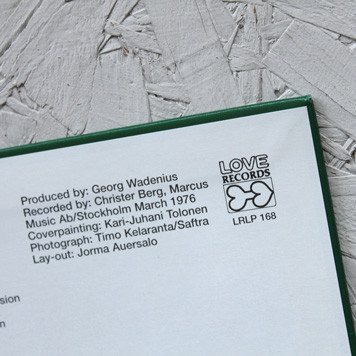 Produced by: Georg Wadenius
Recorded by: Christer Berg, Marcus
Music Ab/Stockholm March 1976
Coverpainting: Kari-Juhani Tolonen
Photograph: Timo Kelaranta/Saftra
Lay-out: Jorma Auersalo
LOVE
RECORDS
LRLP 168
sion
n